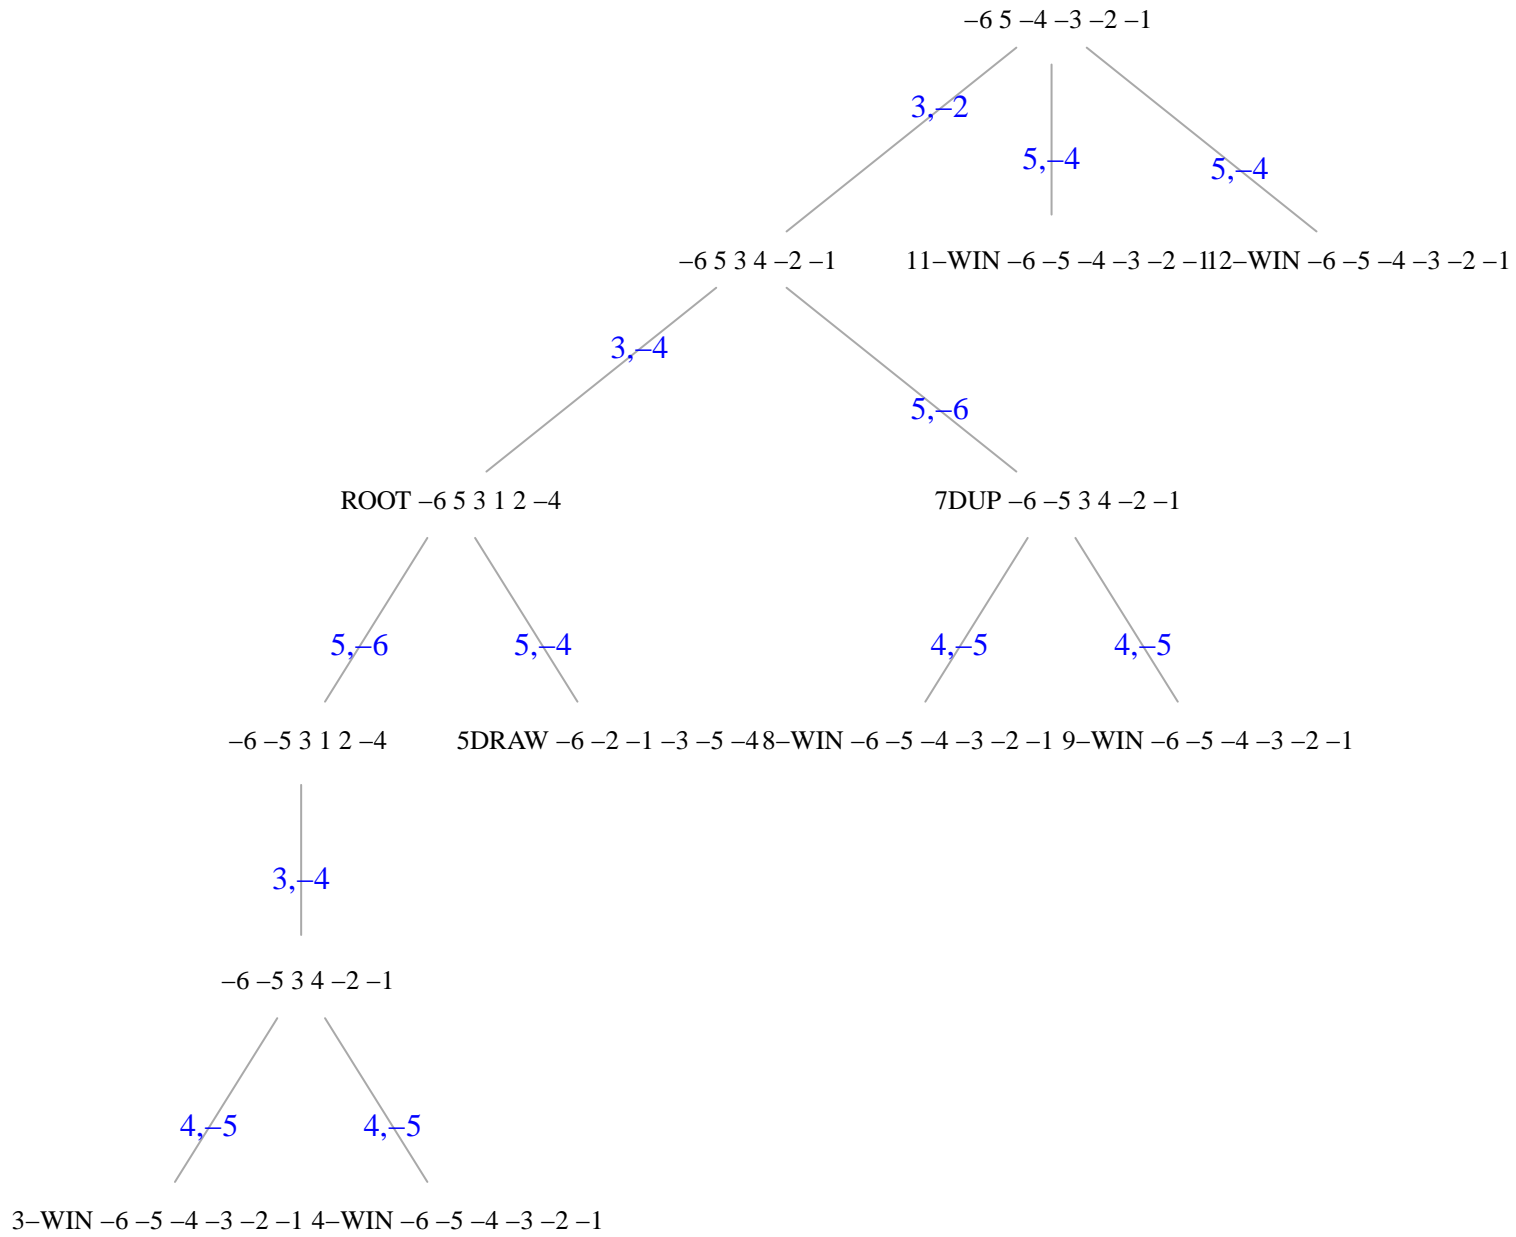 –6 5 –4 –3 –2 –1
3,–2
5,–4
5,–4
–6 5 3 4 –2 –1
11–WIN –6 –5 –4 –3 –2 –1
12–WIN –6 –5 –4 –3 –2 –1
3,–4
5,–6
ROOT –6 5 3 1 2 –4
7DUP –6 –5 3 4 –2 –1
5,–6
5,–4
4,–5
4,–5
–6 –5 3 1 2 –4
5DRAW –6 –2 –1 –3 –5 –4
8–WIN –6 –5 –4 –3 –2 –1
9–WIN –6 –5 –4 –3 –2 –1
3,–4
–6 –5 3 4 –2 –1
4,–5
4,–5
3–WIN –6 –5 –4 –3 –2 –1
4–WIN –6 –5 –4 –3 –2 –1